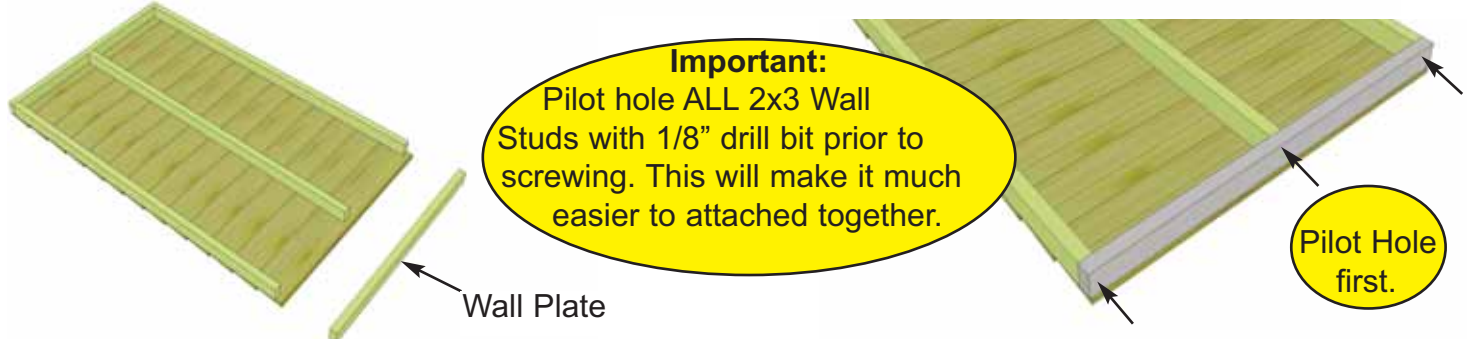 Important:
Pilot hole ALL 2x3 Wall
Studs with 1/8” drill bit prior to
screwing. This will make it much
easier to attached together.
Wall Plate
Pilot Hole
first.